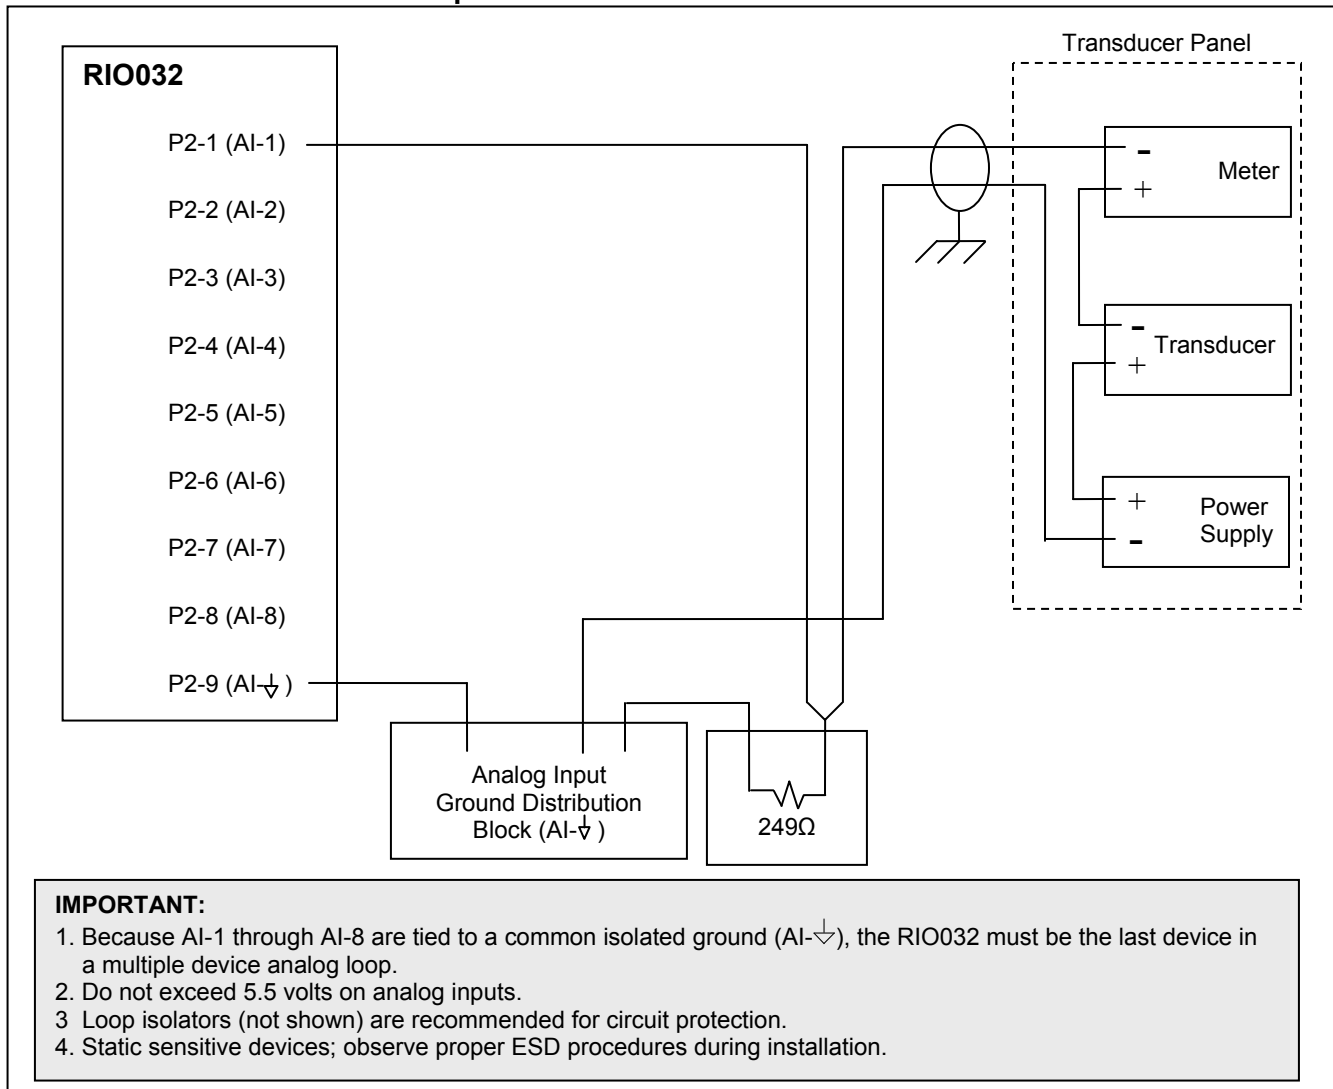 Transducer Panel
RIO032
P2-1 (AI-1)
P2-2 (AI-2)
P2-3 (AI-3)
P2-4 (AI-4)
P2-5 (AI-5)
P2-6 (AI-6)
P2-7 (AI-7)
P2-8 (AI-8)
P2-9 (AI-⏚)
-
+
Meter
-
+
Transducer
+
-
Power
Supply
Analog Input
Ground Distribution
Block (AI-⏚)
249Ω
IMPORTANT:
1. Because AI-1 through AI-8 are tied to a common isolated ground (AI-⏚), the RIO032 must be the last device in
a multiple device analog loop.
2. Do not exceed 5.5 volts on analog inputs.
3 Loop isolators (not shown) are recommended for circuit protection.
4. Static sensitive devices; observe proper ESD procedures during installation.